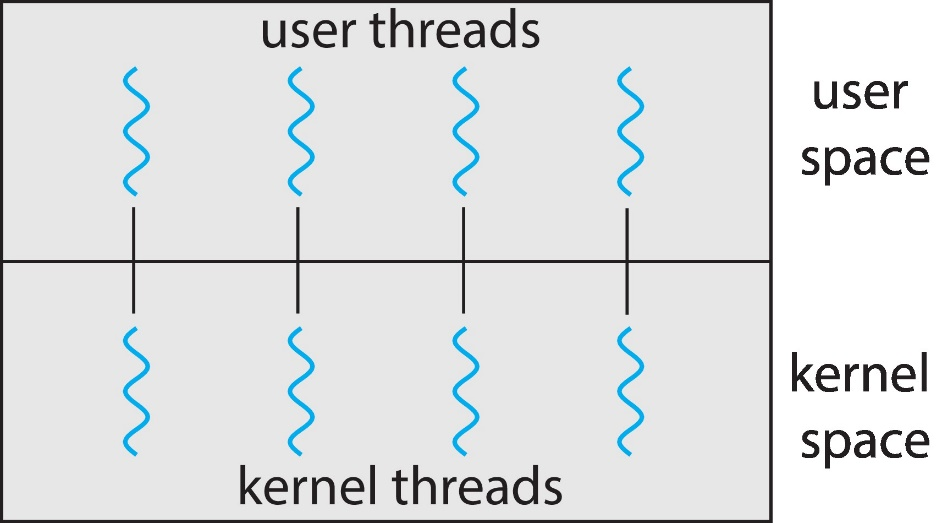 user threads
user
space
kernel
space
kernel threads